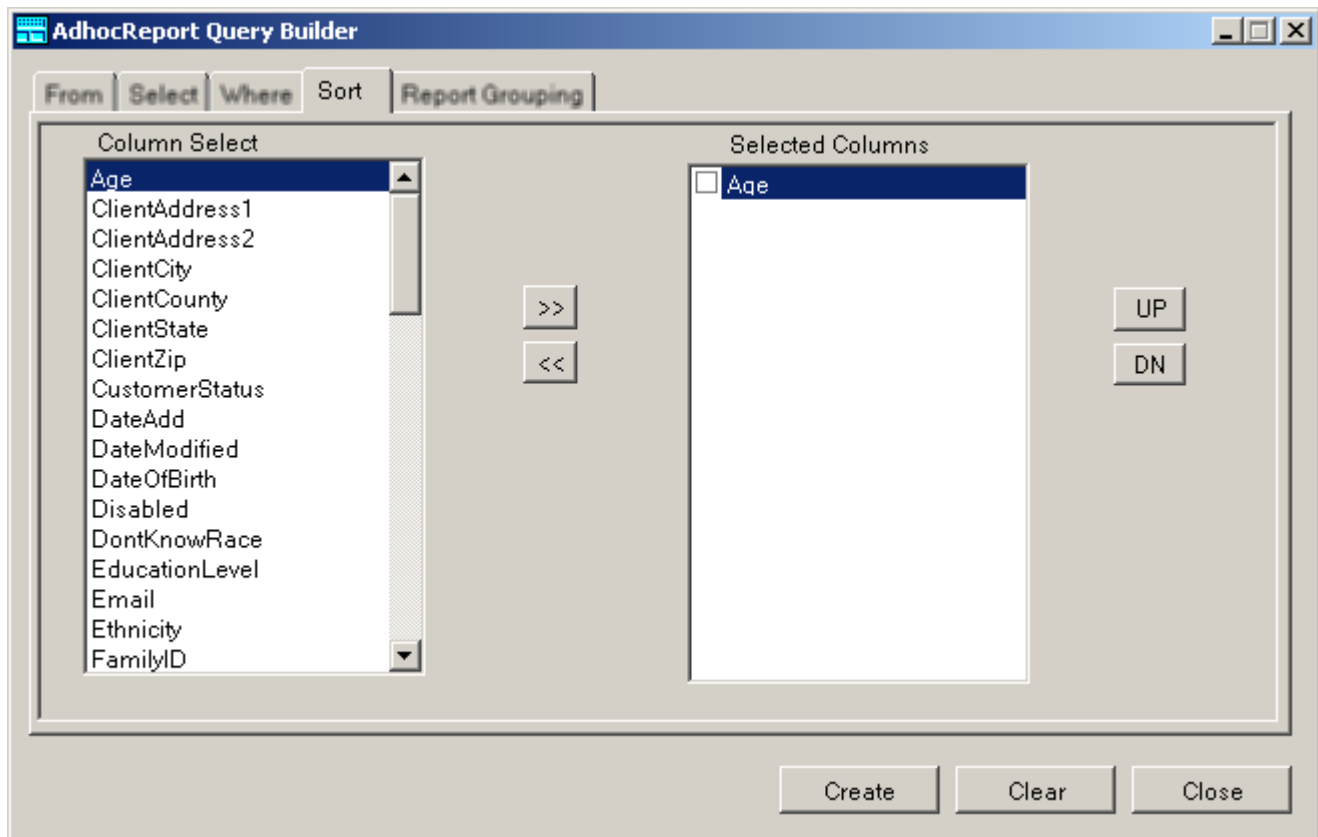 AdhocReport Query Builder
From Select Where Sort Report Grouping
Column Select
Age
ClientAddress1
ClientAddress2
ClientCity
ClientCounty
ClientState
ClientZip
CustomerStatus
DateAdd
DateModified
DateOfBirth
Disabled
DontKnowRace
EducationLevel
Email
Ethnicity
FamilyID
>>
<<
Selected Columns
Age
UP
DN
Create Clear Close